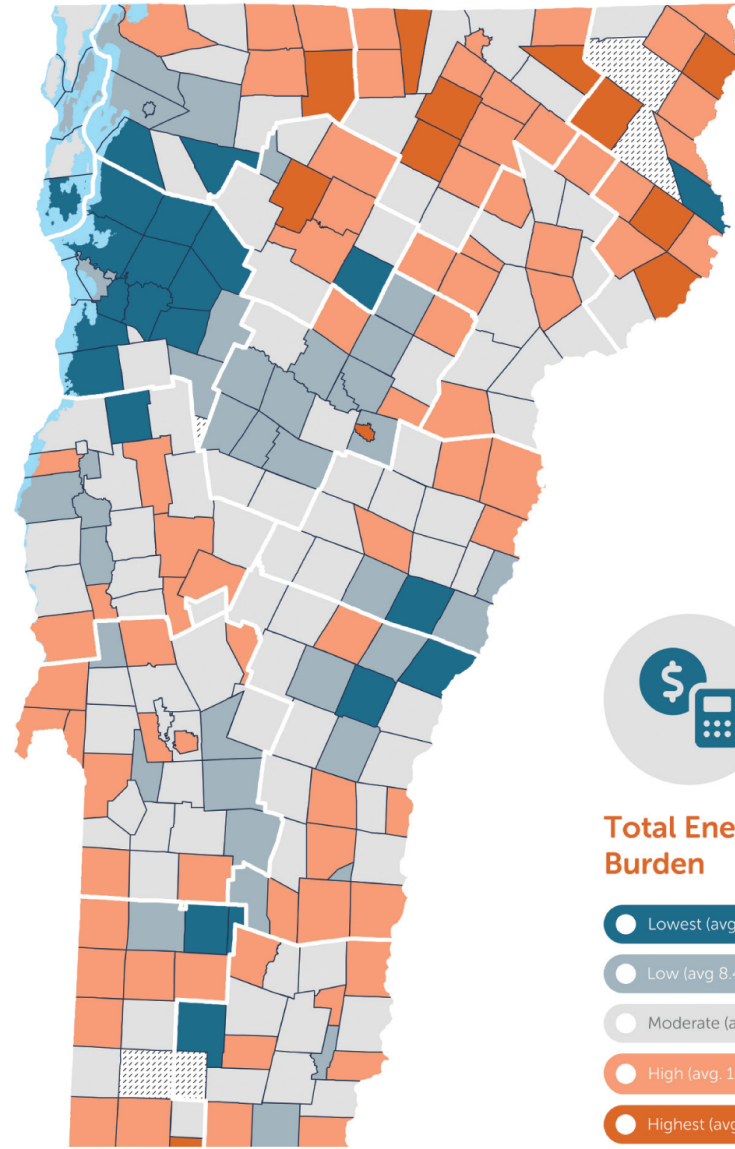 $
Total Ene
Burden
Lowest (avg
Low (avg 8.4
Moderate (a
High (avg. 1
Highest (avg